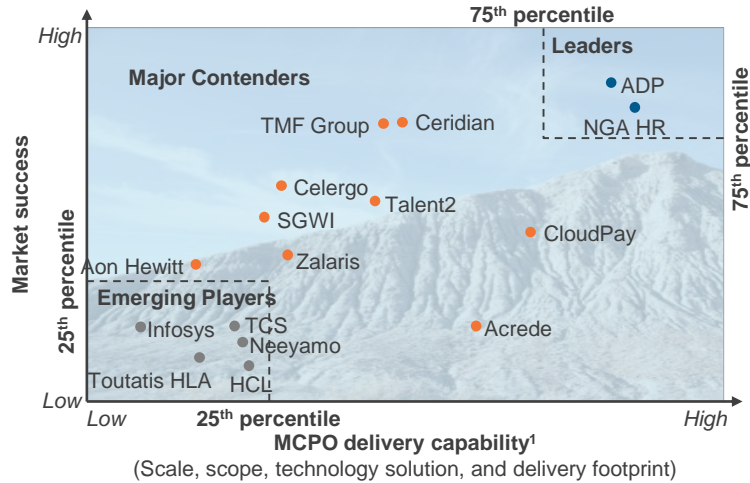 75th percentile
High
Leaders
Major Contenders
ADP
TMF Group
Ceridian
NGA HR
75th percentile
Market success
Celergo
Talent2
SGWI
CloudPay
Zalaris
Aon Hewitt
25th percentile
Emerging Players
Infosys
TCS
Neeyamo
Acrede
Toutatis HLA
HCL
Low
Low
25th percentile
High
MCPO delivery capability1
(Scale, scope, technology solution, and delivery footprint)